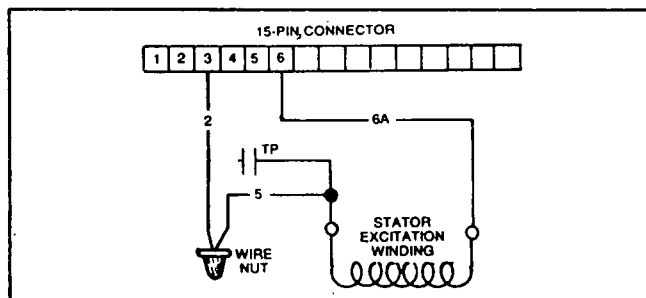 15-PIN CONNECTOR
1 2 3 4 5 6
2
6A
TP
5
WIRE
NUT
STATOR
EXCITATION
WINDING